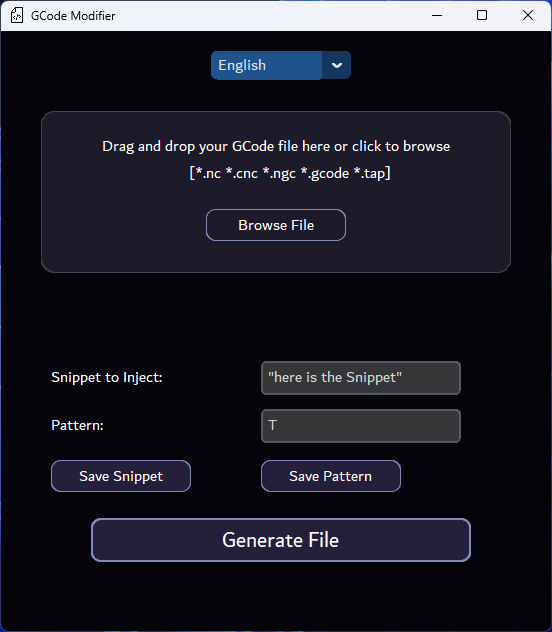 GCode Modifier
English
Drag and drop your GCode file here or click to browse
[*.nc *.cnc *.ngc *.gcode *.tap]
Browse File
Snippet to Inject:
"here is the Snippet"
Pattern:
T
Save Snippet
Save Pattern
Generate File